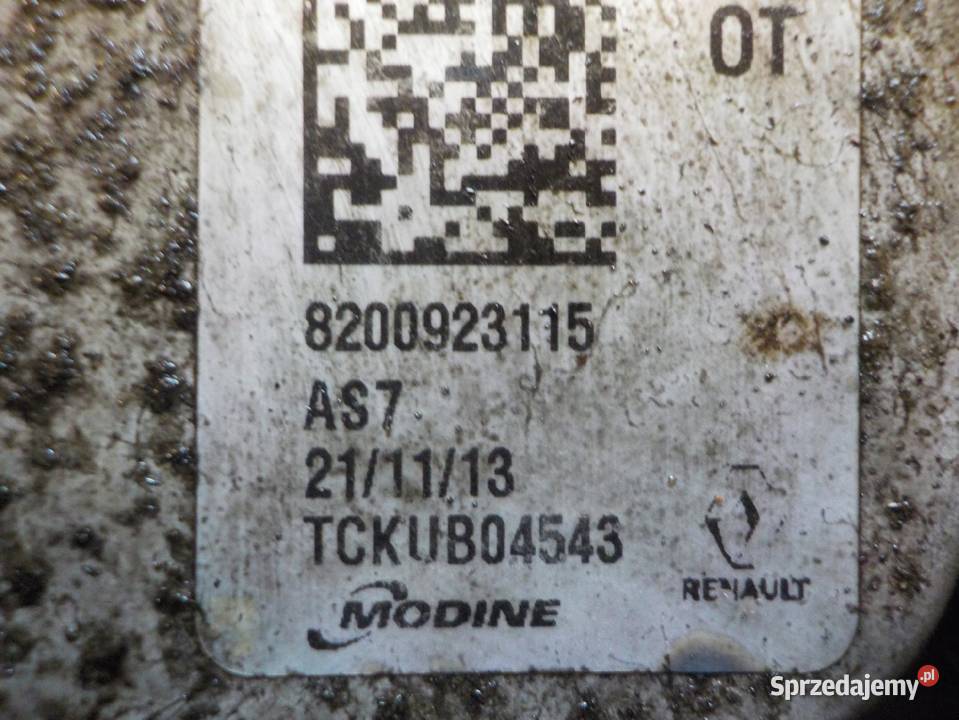 OT
8200923115
AS7
21/11/13
TCKUB04543
MODINE
RENAULT
Sprzedajemy.pl